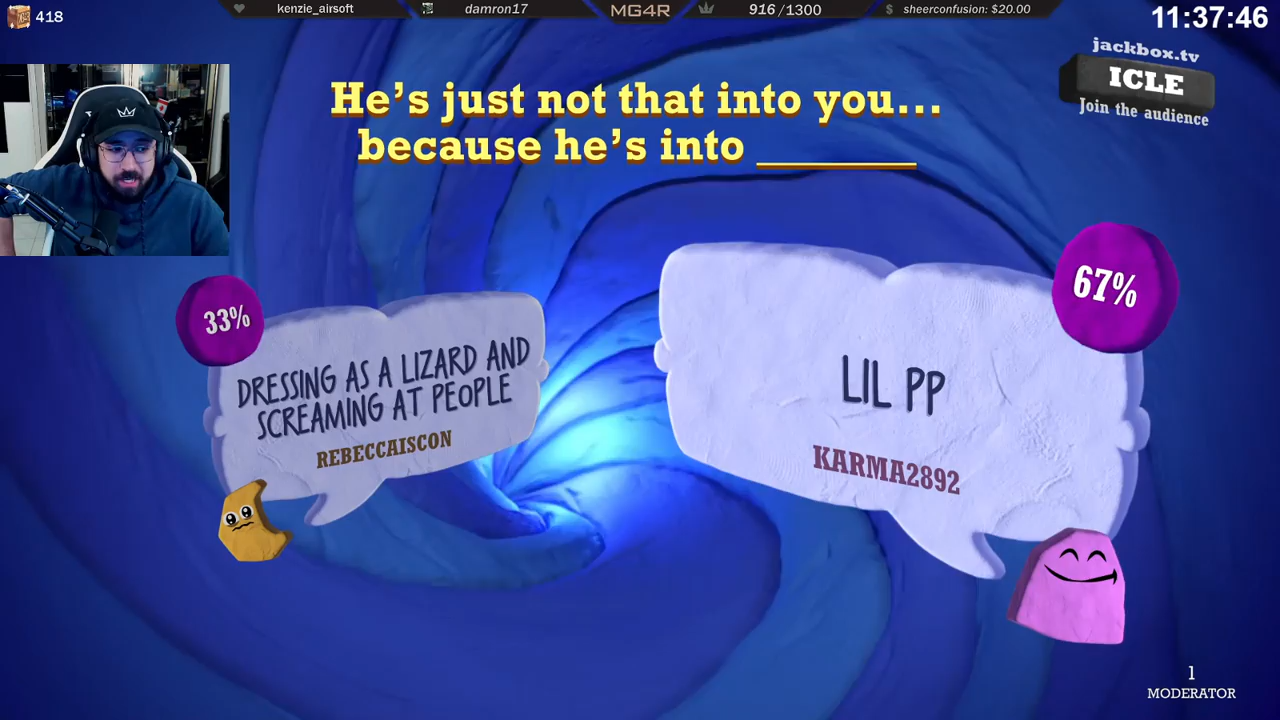 418
kenzie_airsoft
damron17
MG4R
916 /1300
$ sheerconfusion: $20.00
11:37:46
jackbox.tv
ICLE
Join the audience
He's just not that into you...
because he's into ________
33%
DRESSING AS A LIZARD AND
SCREAMING AT PEOPLE
REBECCAISCON
67%
LIL PP
KARMA2892
1
MODERATOR